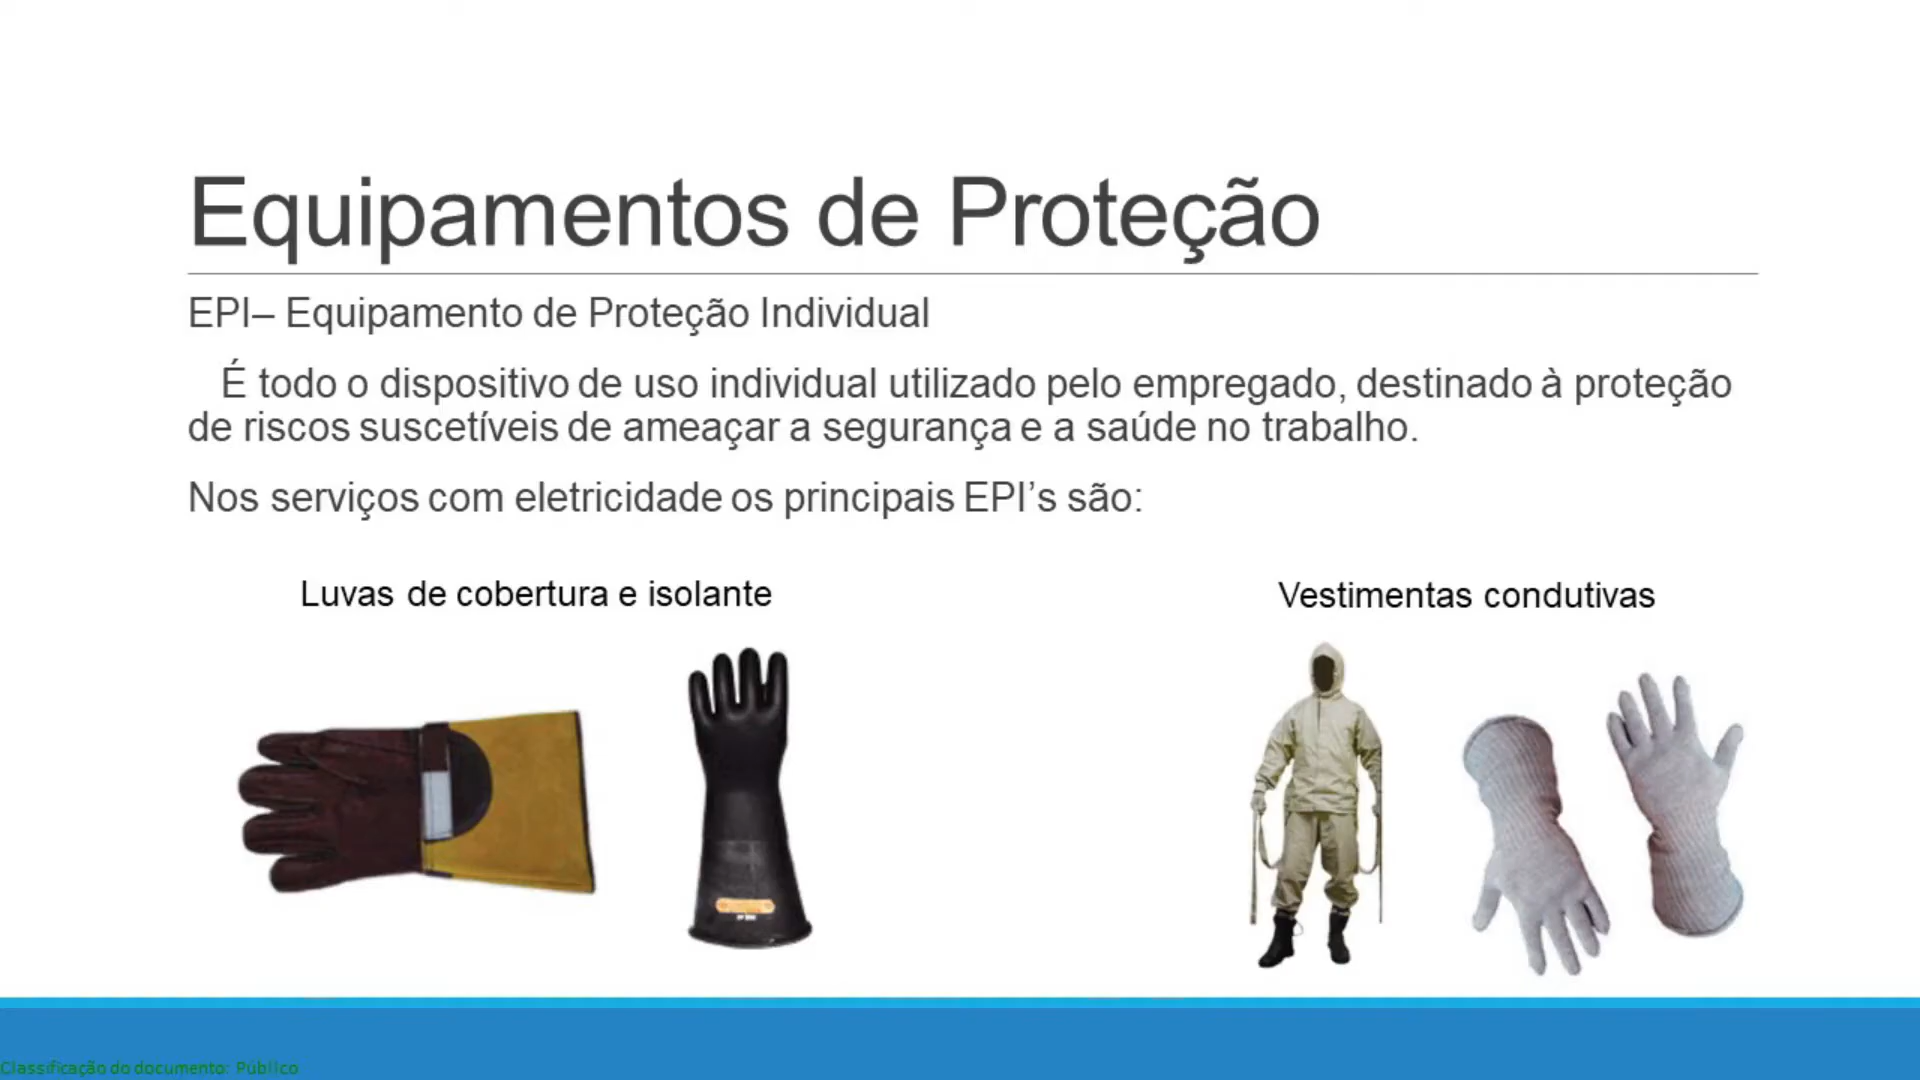 Equipamentos de Proteção
EPI– Equipamento de Proteção Individual
É todo o dispositivo de uso individual utilizado pelo empregado, destinado à proteção
de riscos suscetíveis de ameaçar a segurança e a saúde no trabalho.
Nos serviços com eletricidade os principais EPI’s são:
Luvas de cobertura e isolante
Vestimentas condutivas
Classificação do documento: Público